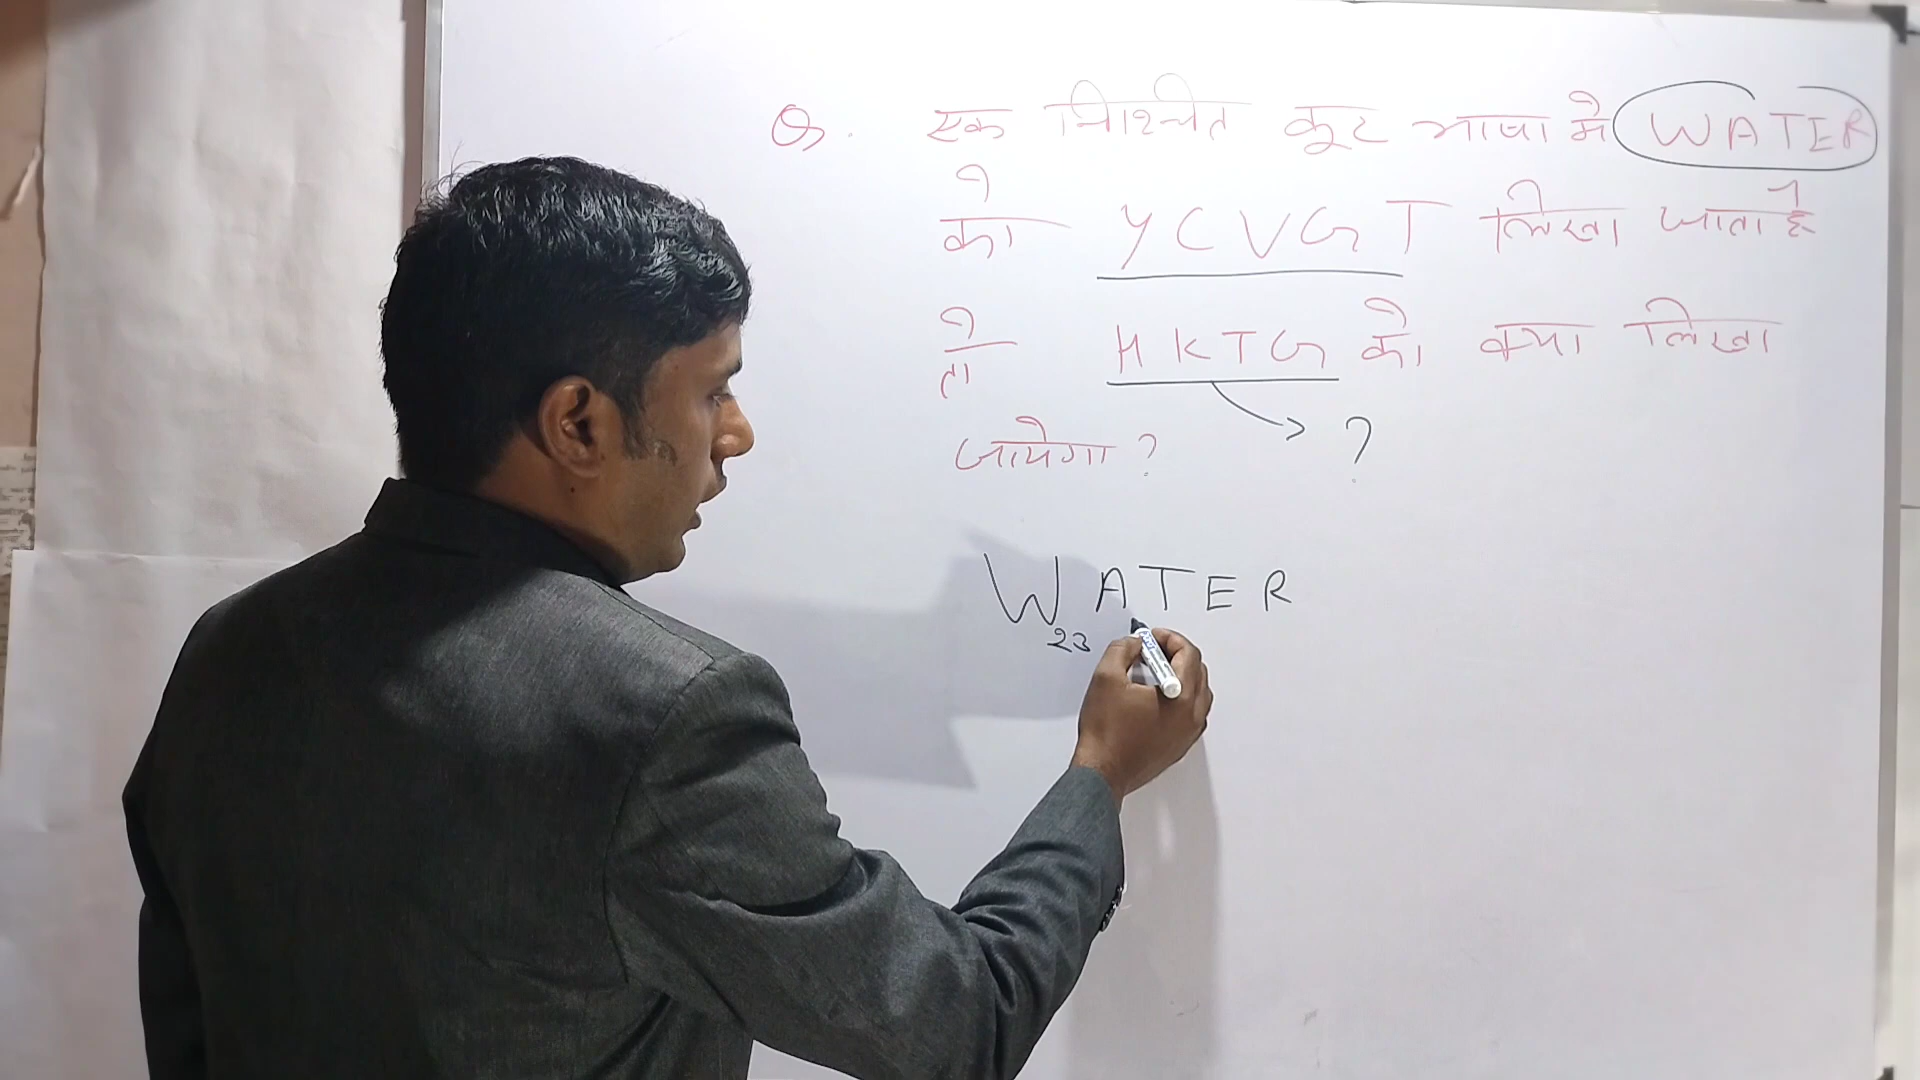 Q. एक निश्चित कूट भाषा मे WATER
को YCVGT लिखा जाता है
तो HKTG को क्या लिखा
जायेगा ? ?
WATER
23